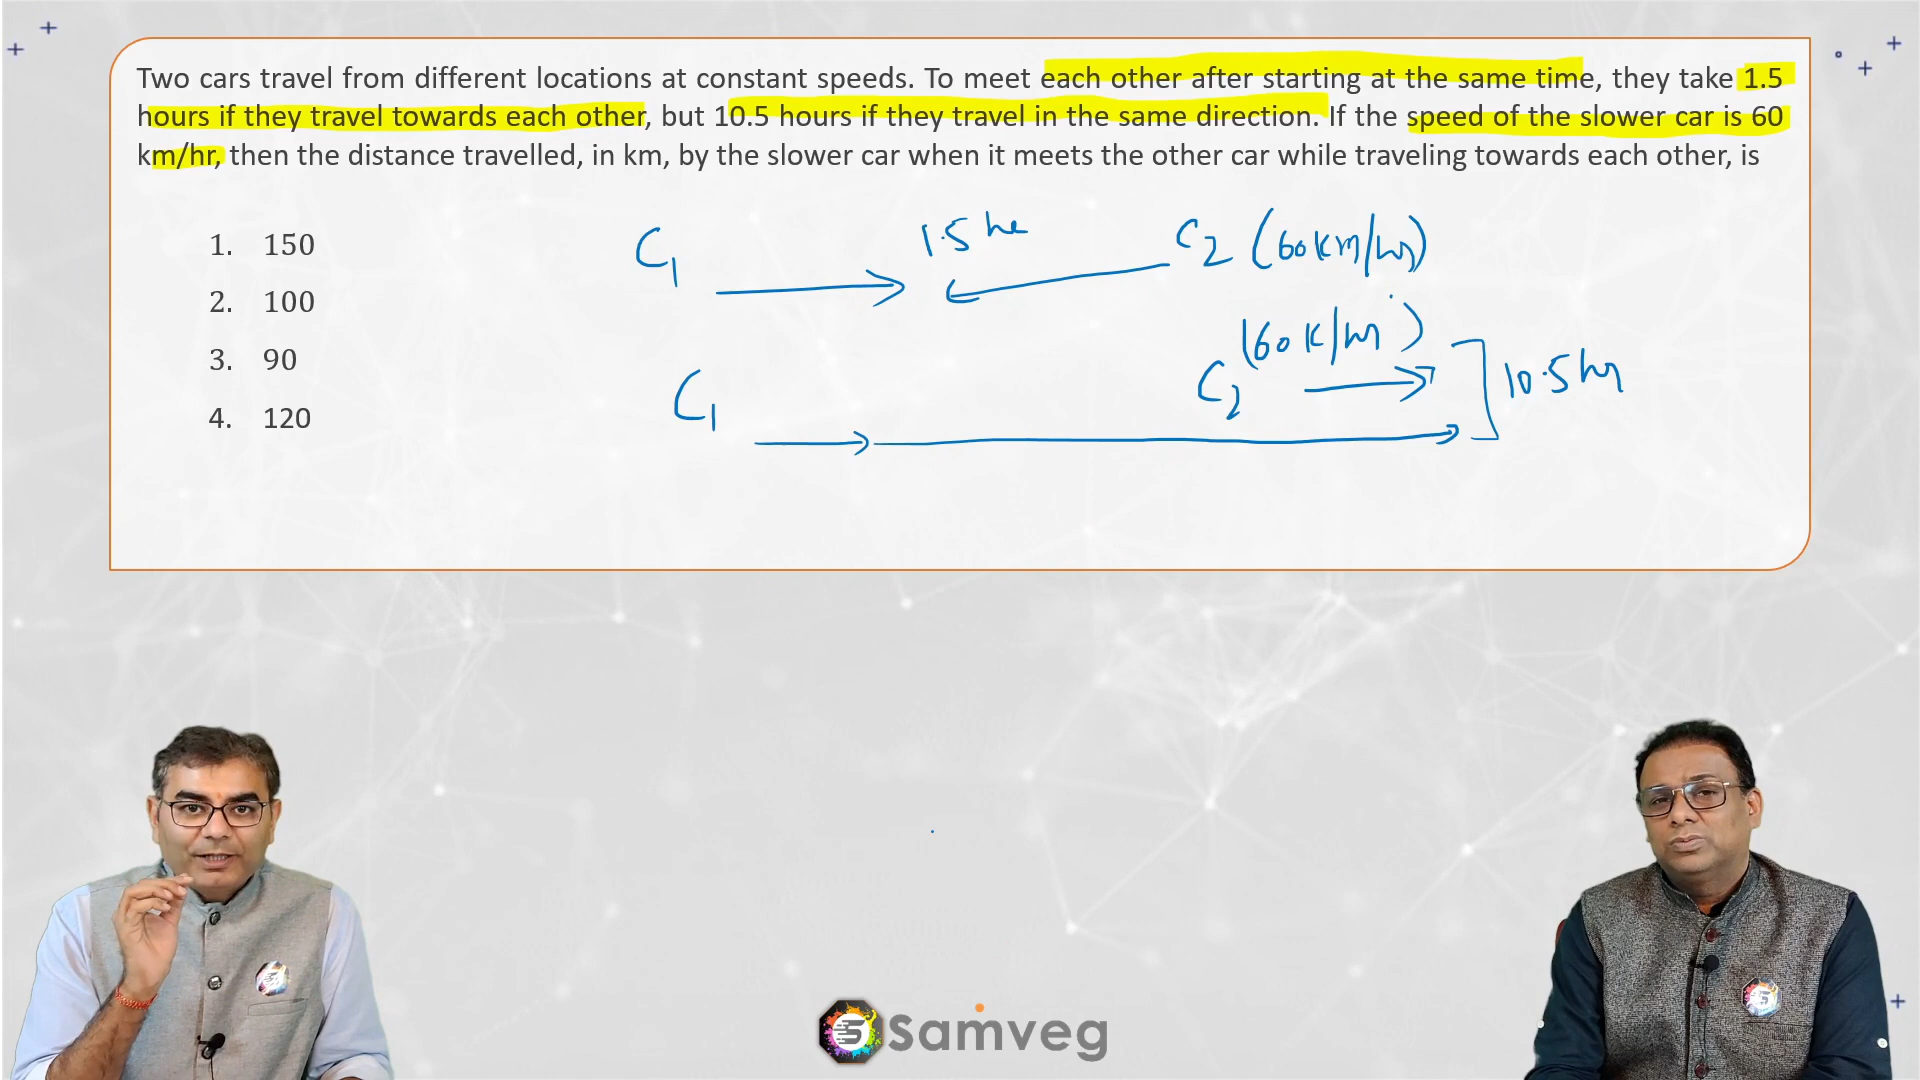 Two cars travel from different locations at constant speeds. To meet each other after starting at the same time, they take 1.5
hours if they travel towards each other, but 10.5 hours if they travel in the same direction. If the speed of the slower car is 60
km/hr, then the distance travelled, in km, by the slower car when it meets the other car while traveling towards each other, is
1. 150
2. 100
3. 90
4. 120
C1 1.5 hr C2 (60 km/hr)
(60 k/hr)
C1 C2 10.5 hr
Samveg